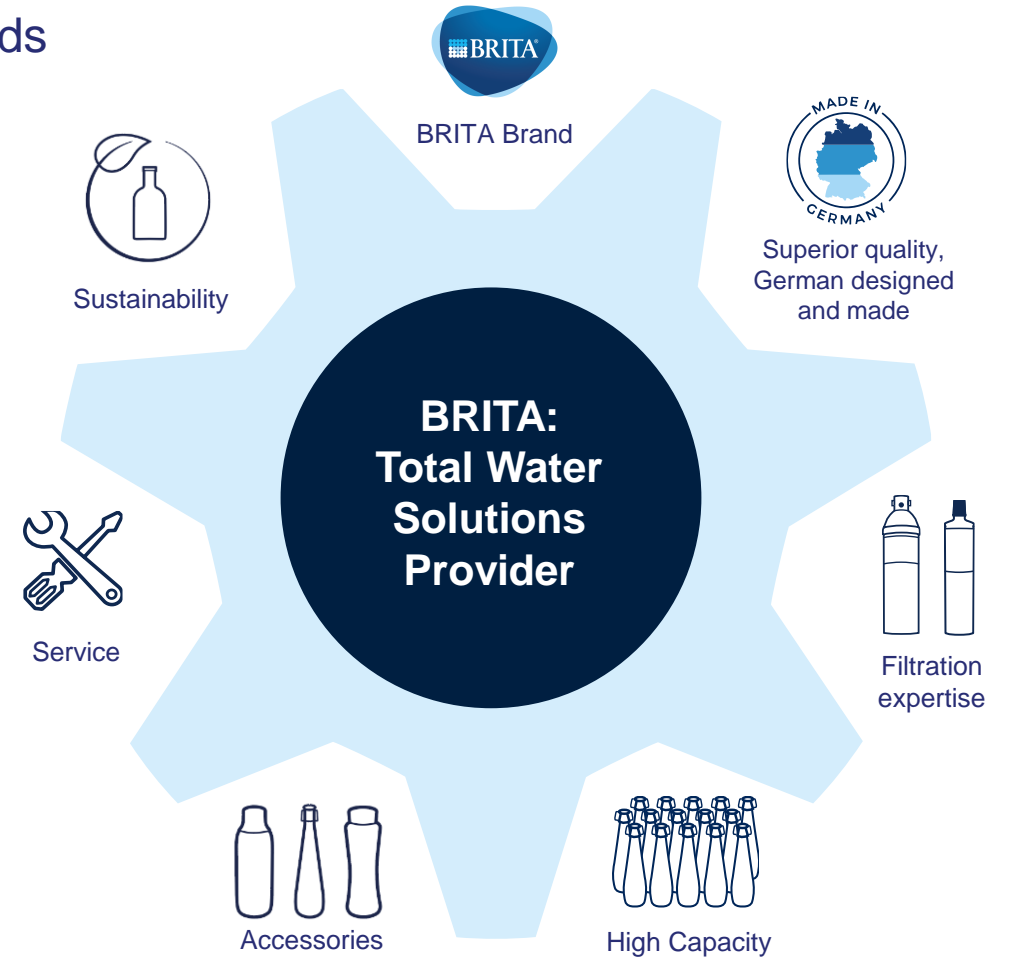 ds
BRITA®
BRITA Brand
MADE IN
GERMANY
Superior quality,
German designed
and made
Sustainability
BRITA:
Total Water
Solutions
Provider
Service
Filtration
expertise
Accessories
High Capacity